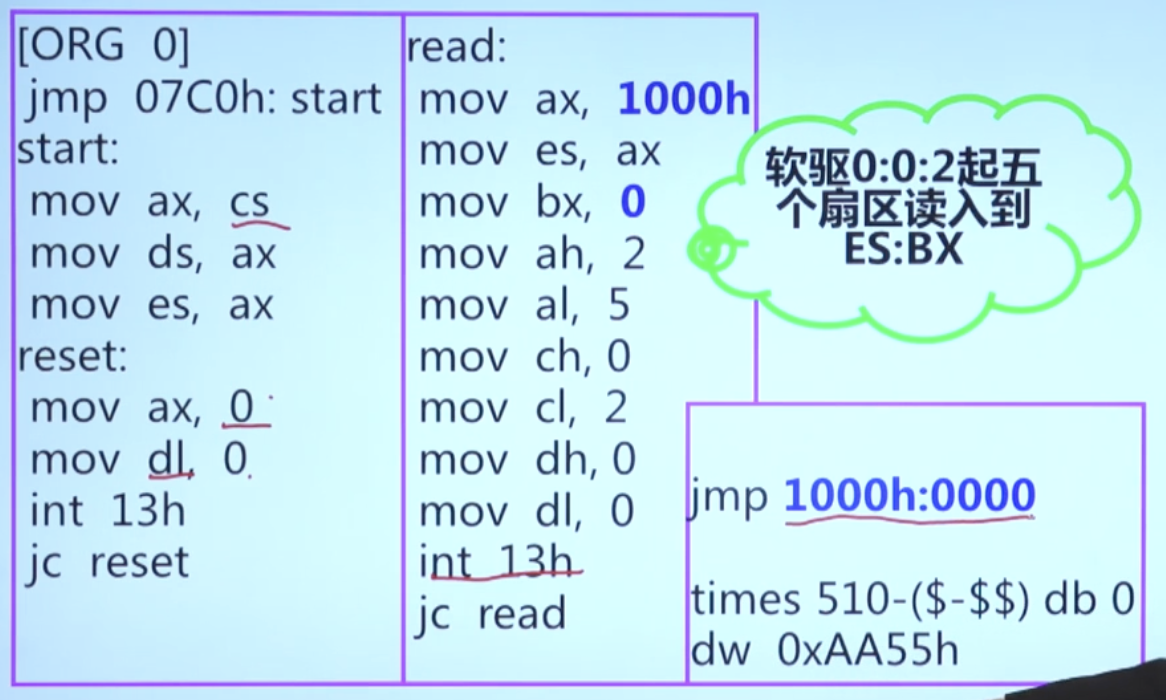 [ORG 0]
jmp 07C0h: start
start:
mov ax, cs
mov ds, ax
mov es, ax
reset:
mov ax, 0
mov dl, 0
int 13h
jc reset
read:
mov ax, 1000h
mov es, ax
mov bx, 0
mov ah, 2
mov al, 5
mov ch, 0
mov cl, 2
mov dh, 0
mov dl, 0
int 13h
jc read
软驱0:0:2起五
个扇区读入到
ES:BX
jmp 1000h:0000
times 510-($-$$) db 0
dw 0xAA55h